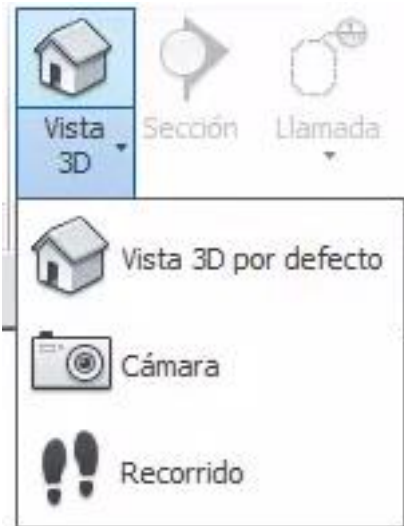 Vista
3D
Sección
Llamada
Vista 3D por defecto
Cámara
Recorrido